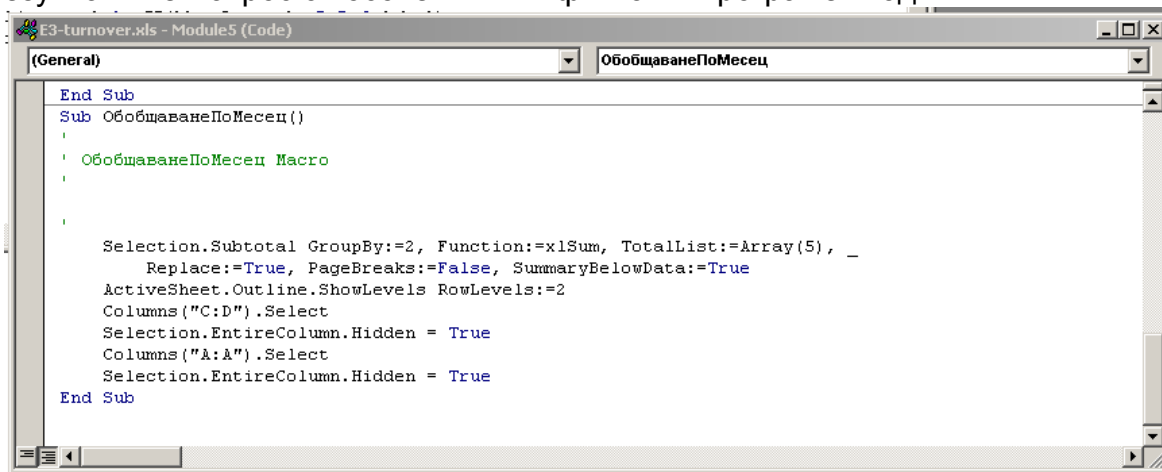 E3-turnover.xls - Module5 (Code)
(General) ОбобщаванеПоМесец
End Sub
Sub ОбобщаванеПоМесец()
'
' ОбобщаванеПоМесец Macro
'
'
Selection.Subtotal GroupBy:=2, Function:=xlSum, TotalList:=Array(5), _
Replace:=True, PageBreaks:=False, SummaryBelowData:=True
ActiveSheet.Outline.ShowLevels RowLevels:=2
Columns("C:D").Select
Selection.EntireColumn.Hidden = True
Columns("A:A").Select
Selection.EntireColumn.Hidden = True
End Sub